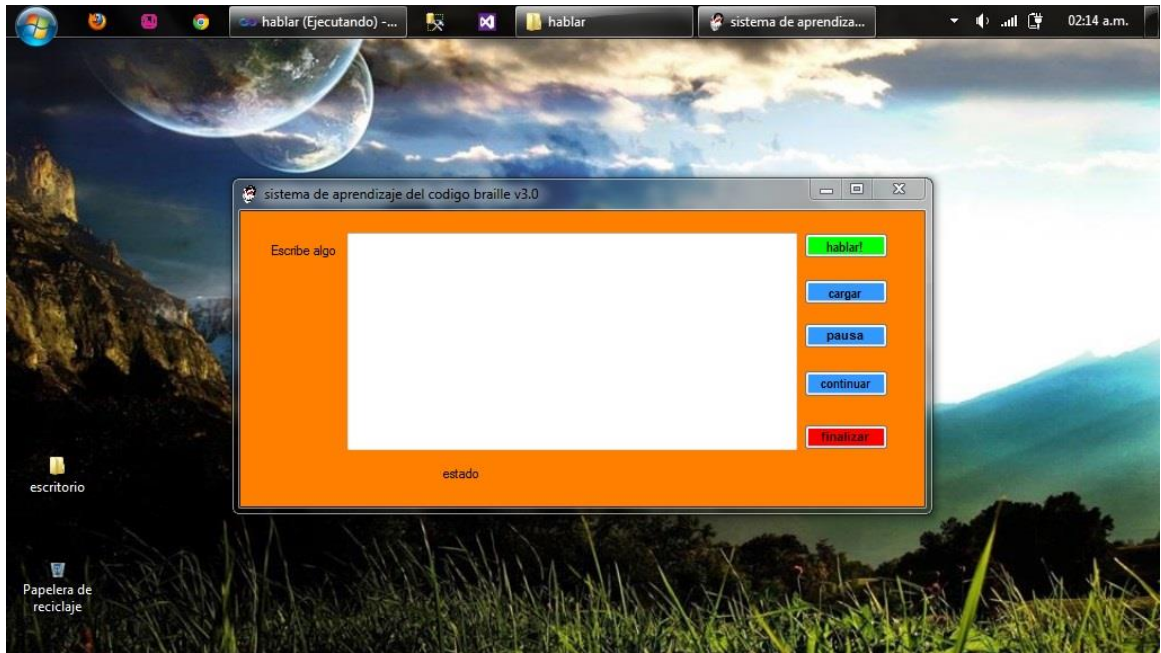 hablar (Ejecutando) -...
hablar
sistema de aprendiza...
02:14 a.m.
sistema de aprendizaje del codigo braille v3.0
Escribe algo
hablar!
cargar
pausa
continuar
finalizar
estado
escritorio
Papelera de
reciclaje